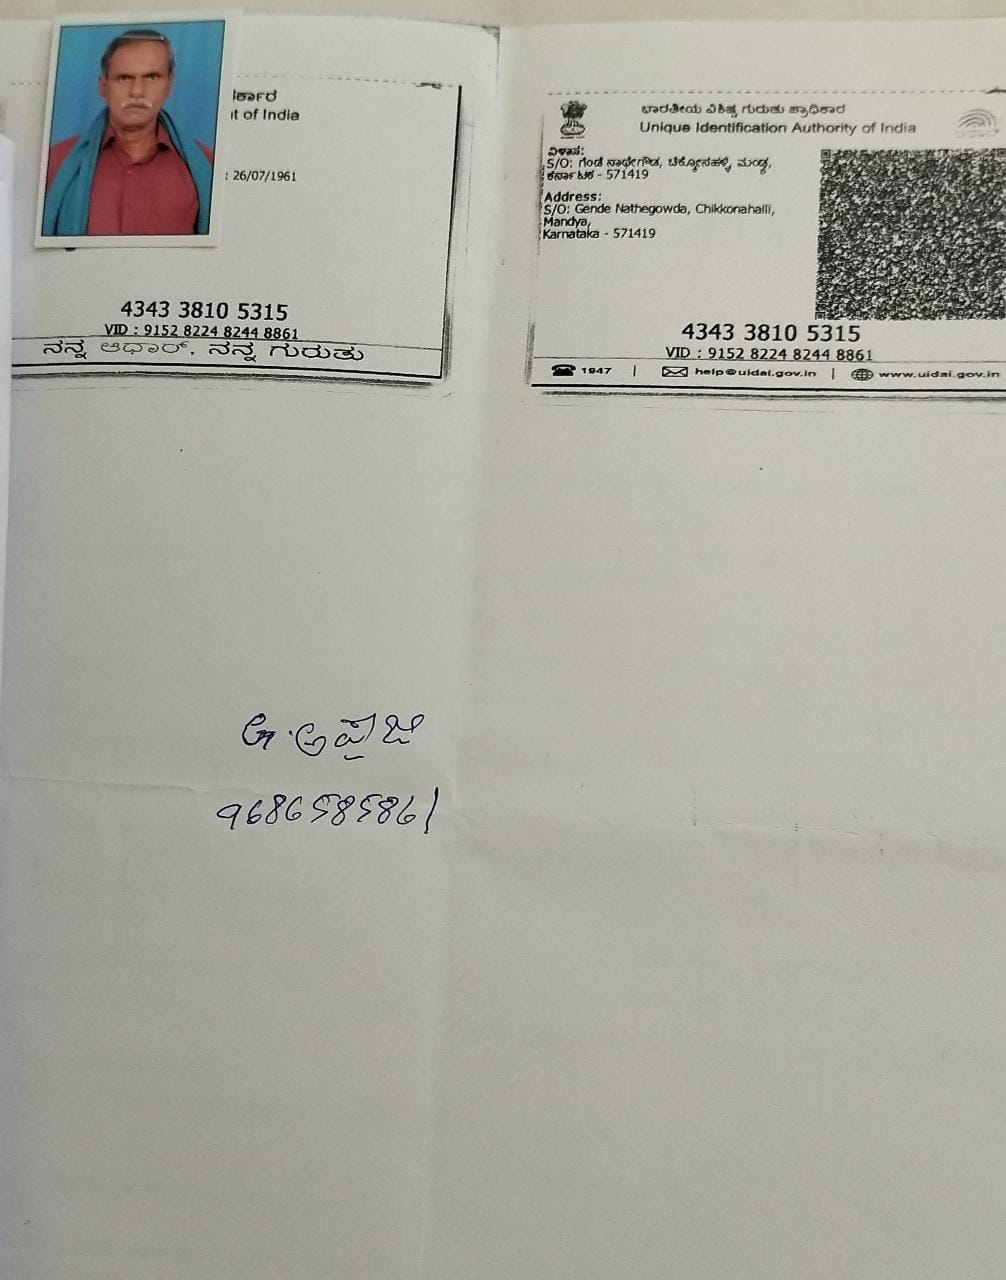 ರ್ಕಾರ
t of India
: 26/07/1961
4343 3810 5315
VID : 9152 8224 8244 8861
ನನ್ನ ಆಧಾರ್, ನನ್ನ ಗುರುತು
ಭಾರತೀಯ ವಿಶಿಷ್ಟ ಗುರುತು ಪ್ರಾಧಿಕಾರ
Unique Identification Authority of India
ವಿಳಾಸ:
S/O: ಗೆಂಡೆ ನಾಥೇಗೌಡ, ಚಿಕ್ಕೋನಹಳ್ಳಿ, ಮಂಡ್ಯ,
ಕರ್ನಾಟಕ - 571419
Address:
S/O: Gende Nathegowda, Chikkonahalli,
Mandya,
Karnataka - 571419
4343 3810 5315
VID : 9152 8224 8244 8861
1947 | help@uidai.gov.in | www.uidai.gov.in
9686585861